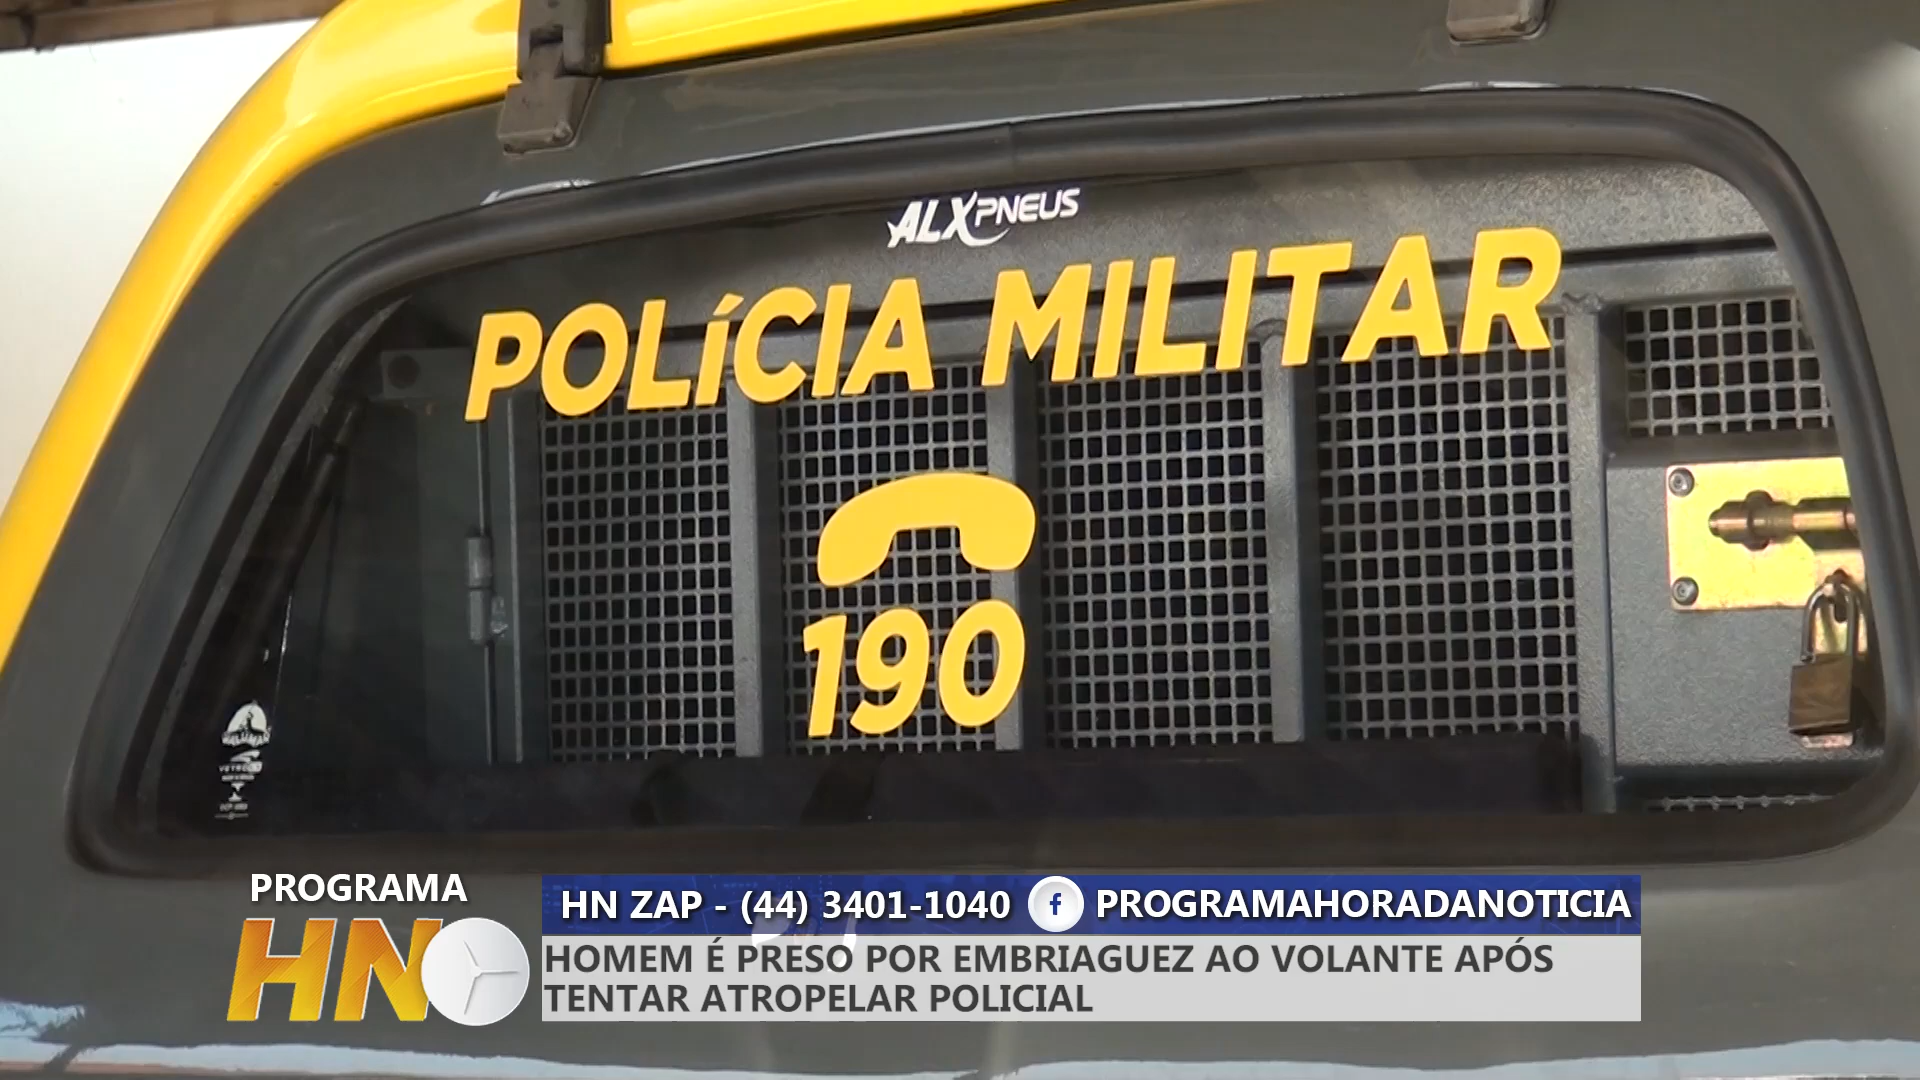 ALXPNEUS
POLÍCIA MILITAR
190
PROGRAMA
HN
HN ZAP - (44) 3401-1040 f PROGRAMAHORADANOTICIA
HOMEM É PRESO POR EMBRIAGUEZ AO VOLANTE APÓS
TENTAR ATROPELAR POLICIAL